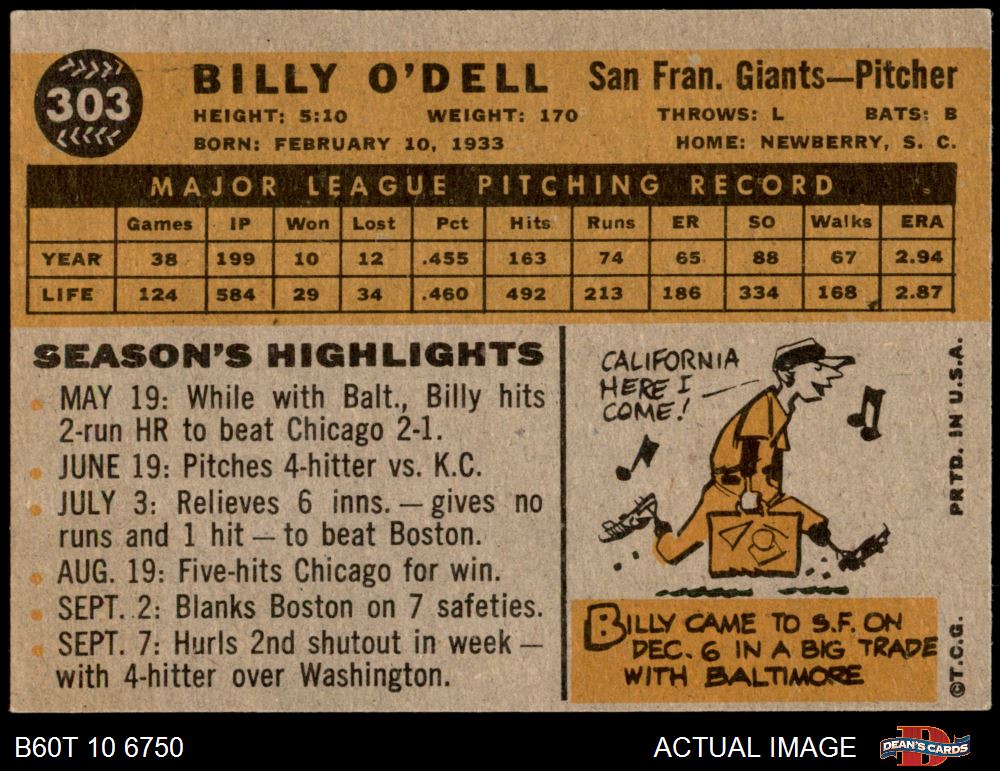 303
BILLY O'DELL San Fran. Giants—Pitcher
HEIGHT: 5:10 WEIGHT: 170 THROWS: L BATS: B
BORN: FEBRUARY 10, 1933 HOME: NEWBERRY, S. C.
MAJOR LEAGUE PITCHING RECORD
Games IP Won Lost Pct Hits Runs ER SO Walks ERA
YEAR 38 199 10 12 .455 163 74 65 88 67 2.94
LIFE 124 584 29 34 .460 492 213 186 334 168 2.87
SEASON'S HIGHLIGHTS
MAY 19: While with Balt., Billy hits
2-run HR to beat Chicago 2-1.
JUNE 19: Pitches 4-hitter vs. K.C.
JULY 3: Relieves 6 inns. — gives no
runs and 1 hit — to beat Boston.
AUG. 19: Five-hits Chicago for win.
SEPT. 2: Blanks Boston on 7 safeties.
SEPT. 7: Hurls 2nd shutout in week —
with 4-hitter over Washington.
CALIFORNIA
HERE I
COME!
BILLY CAME TO S.F. ON
DEC. 6 IN A BIG TRADE
WITH BALTIMORE
©T.C.G. PRTD. IN U.S.A.
B60T 10 6750 ACTUAL IMAGE
DEAN'S CARDS